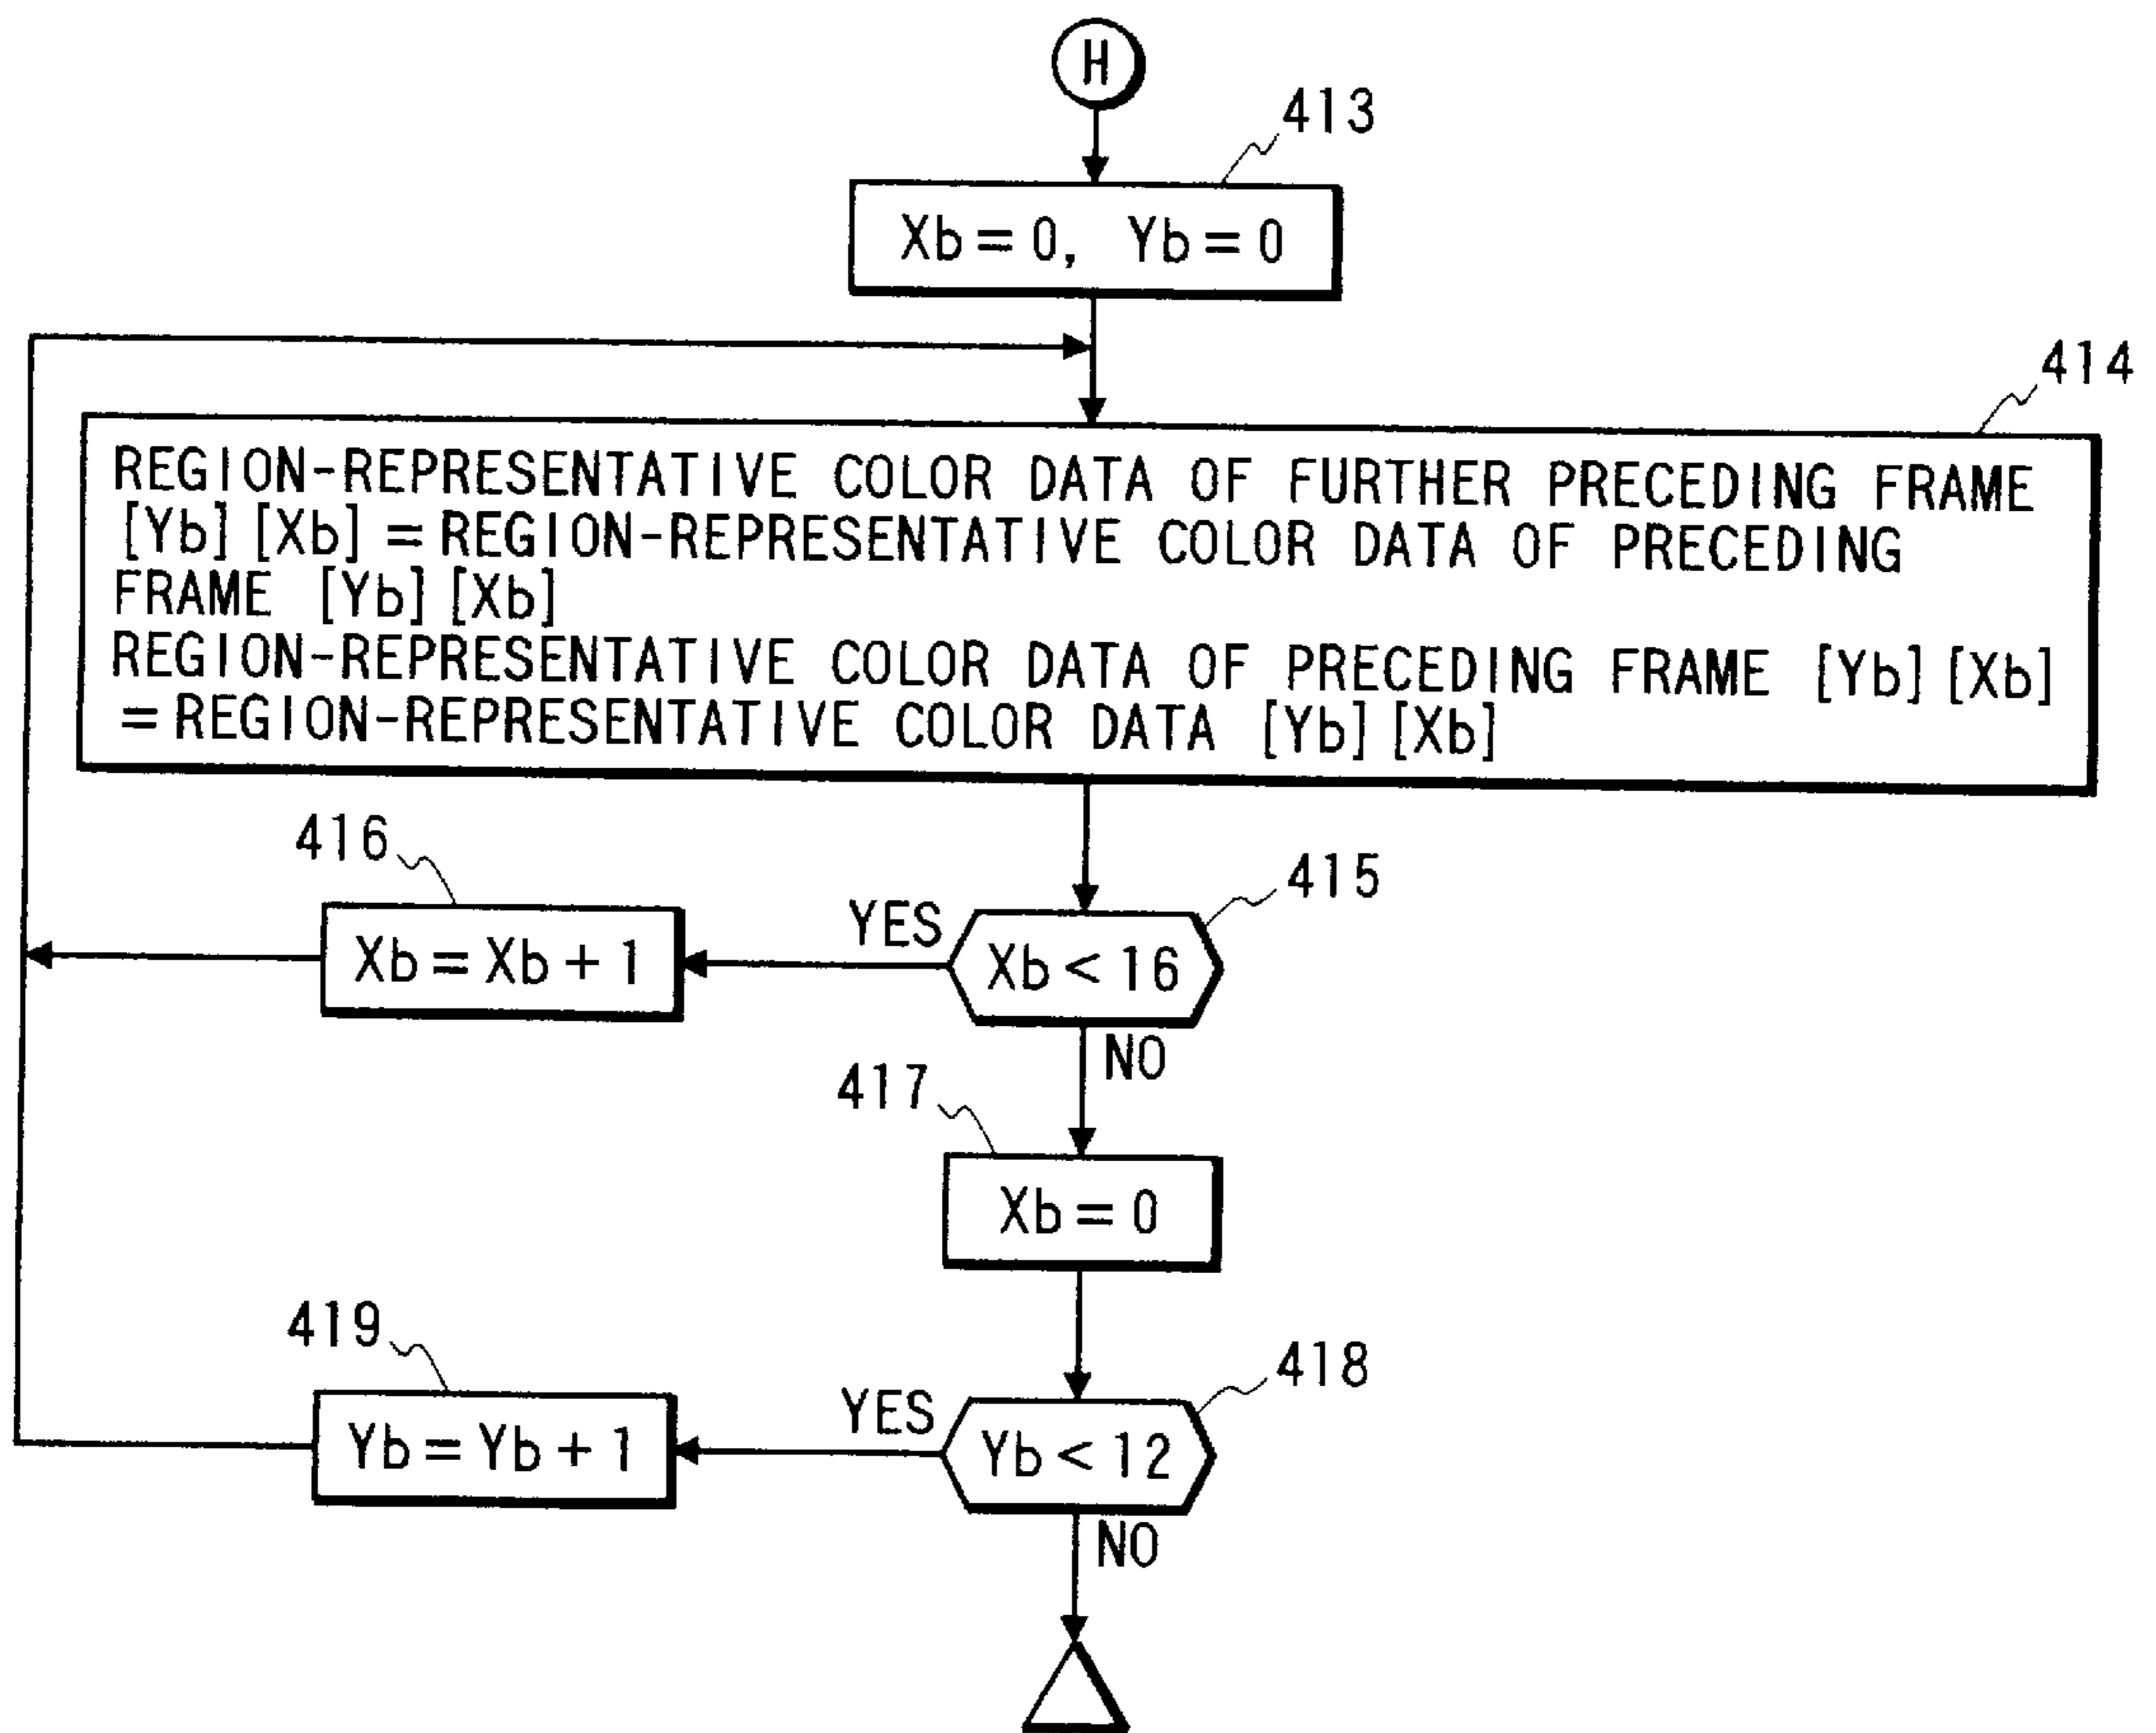 H
413
Xb=0, Yb=0
414
REGION-REPRESENTATIVE COLOR DATA OF FURTHER PRECEDING FRAME
[Yb][Xb]=REGION-REPRESENTATIVE COLOR DATA OF PRECEDING
FRAME [Yb][Xb]
REGION-REPRESENTATIVE COLOR DATA OF PRECEDING FRAME [Yb][Xb]
=REGION-REPRESENTATIVE COLOR DATA [Yb][Xb]
416
415
YES
Xb=Xb+1
Xb<16
NO
417
Xb=0
419
418
YES
Yb=Yb+1
Yb<12
NO